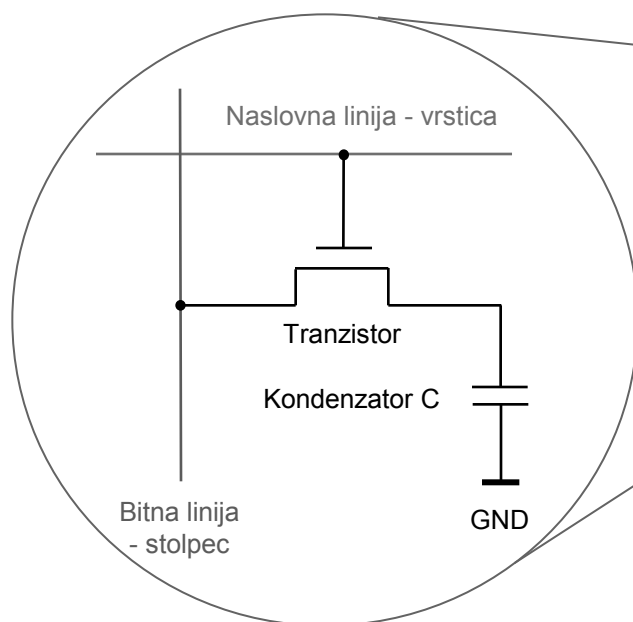 Naslovna linija - vrstica
Tranzistor
Kondenzator C
Bitna linija
- stolpec
GND